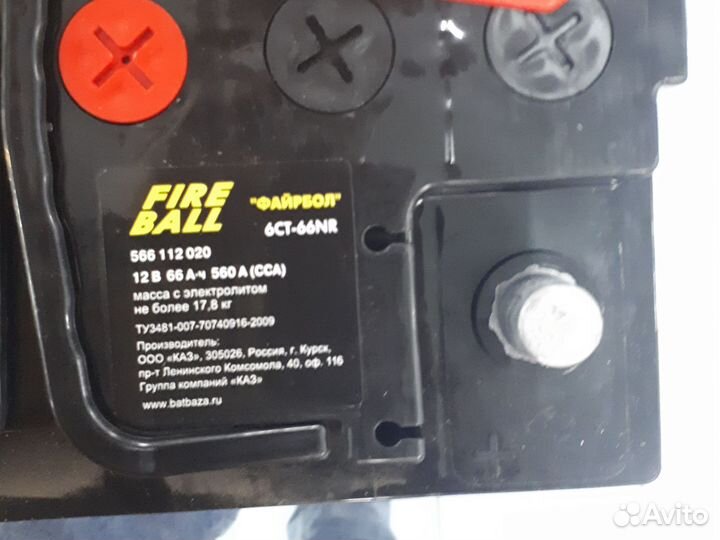 FIRE
BALL
"ФАЙРБОЛ"
6СТ-66NR
566 112 020
12 В 66 А·ч 560 А (ССА)
масса с электролитом
не более 17,8 кг
ТУ3481-007-70740916-2009
Производитель:
ООО «КАЗ», 305026, Россия, г. Курск,
пр-т Ленинского Комсомола, 40, оф. 116
Группа компаний «КАЗ»
www.batbaza.ru
+
Avito